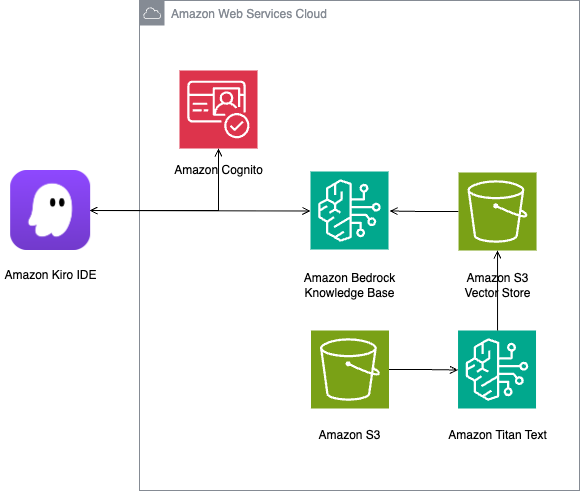 Amazon Web Services Cloud
Amazon Cognito
Amazon Kiro IDE
Amazon Bedrock
Knowledge Base
Amazon S3
Vector Store
Amazon S3
Amazon Titan Text